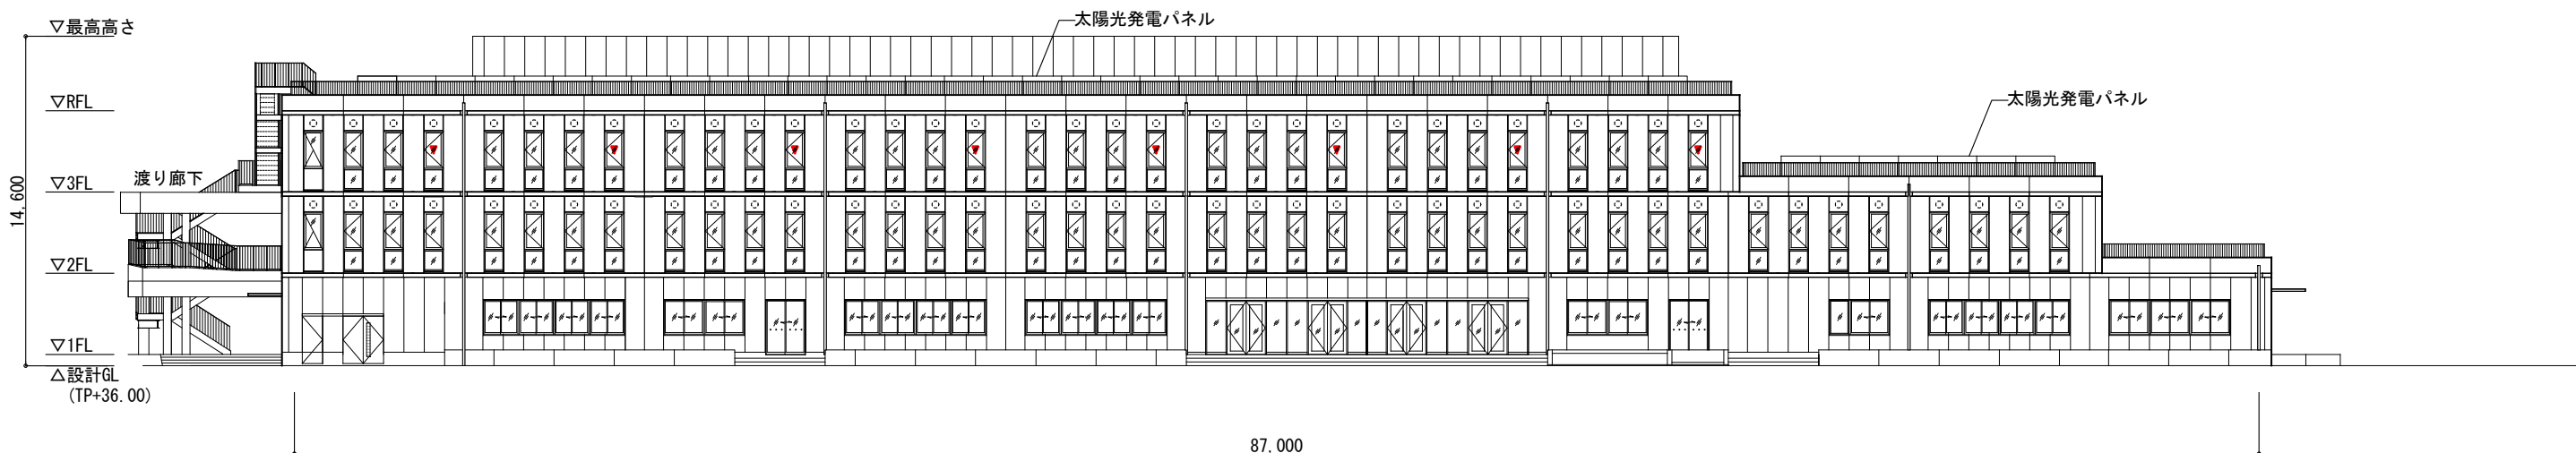 ▽最高高さ
太陽光発電パネル
▽RFL
太陽光発電パネル
渡り廊下
▽3FL
14.600
▽2FL
▽1FL
△設計GL
(TP+36.00)
87,000